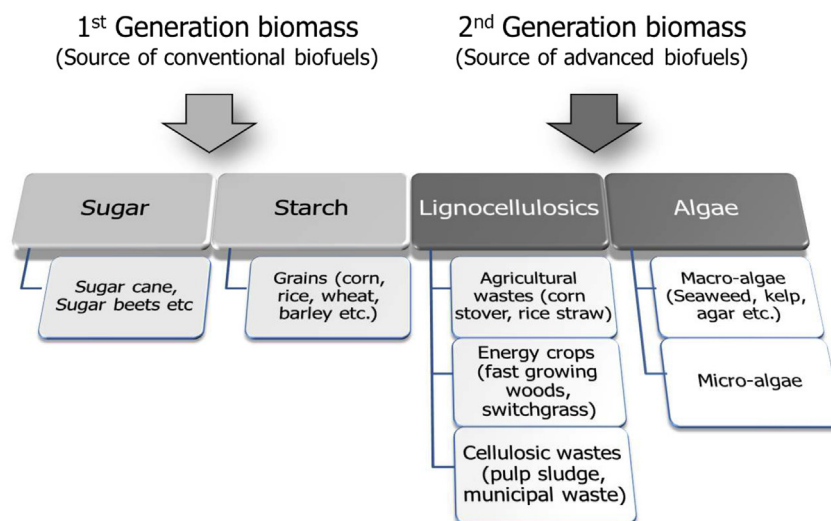 1st Generation biomass
(Source of conventional biofuels)
2nd Generation biomass
(Source of advanced biofuels)
Sugar
Starch
Lignocellulosics
Algae
Sugar cane,
Sugar beets etc
Grains (corn,
rice, wheat,
barley etc.)
Agricultural
wastes (corn
stover, rice straw)
Energy crops
(fast growing
woods,
switchgrass)
Cellulosic wastes
(pulp sludge,
municipal waste)
Macro-algae
(Seaweed, kelp,
agar etc.)
Micro-algae